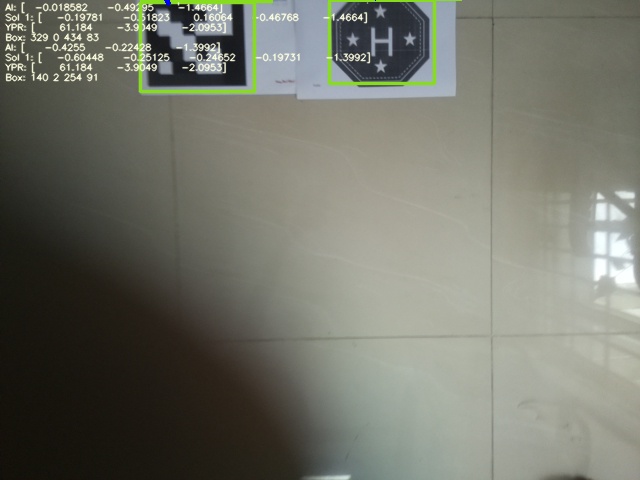 AI: [ -0.018582 -0.49295 -1.4664]
Sol 1: [ -0.19781 -0.51823 0.16064 -0.46768 -1.4664]
YPR: [ 61.184 -3.9049 -2.0953]
Box: 329 0 434 83
AI: [ -0.4255 -0.22428 -1.3992]
Sol 1: [ -0.60448 -0.25125 -0.24652 -0.19731 -1.3992]
YPR: [ 61.184 -3.9049 -2.0953]
Box: 140 2 254 91
H